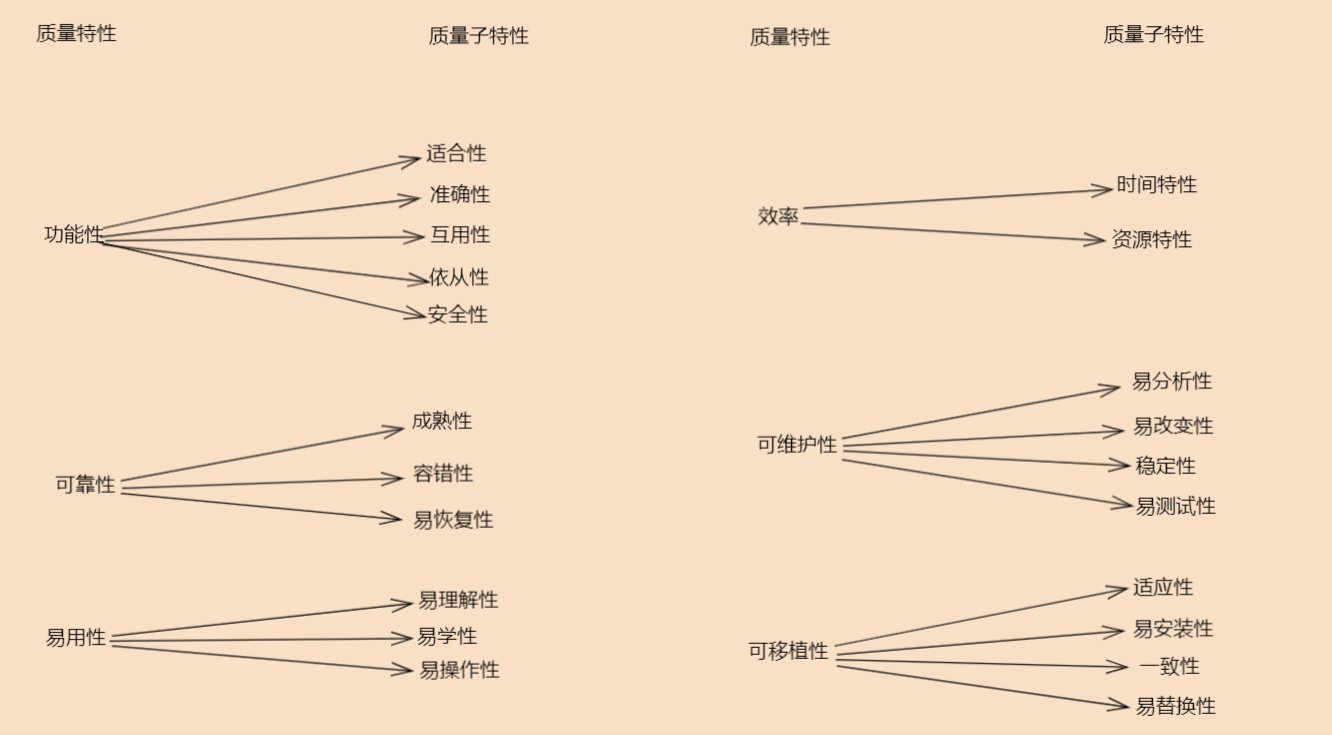 质量特性
质量子特性
功能性
适合性
准确性
互用性
依从性
安全性
可靠性
成熟性
容错性
易恢复性
易用性
易理解性
易学性
易操作性
质量特性
质量子特性
效率
时间特性
资源特性
可维护性
易分析性
易改变性
稳定性
易测试性
可移植性
适应性
易安装性
一致性
易替换性